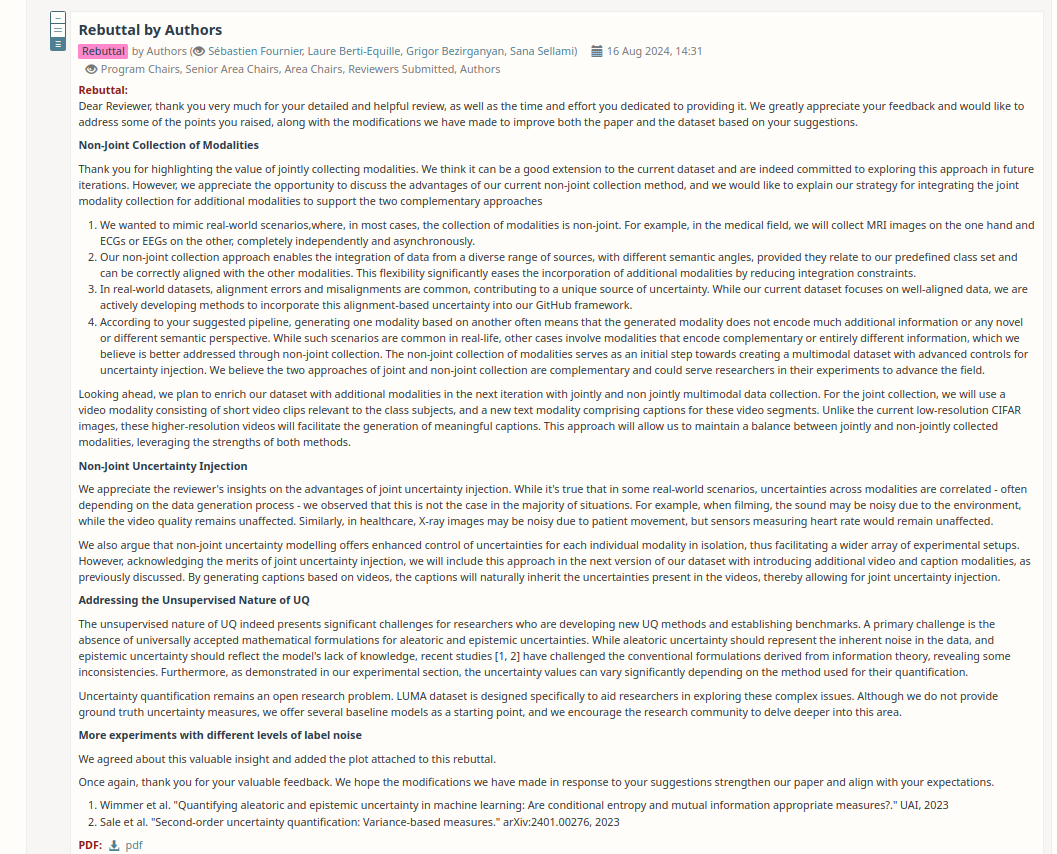 Rebuttal by Authors
Rebuttal by Authors (Sébastien Fournier, Laure Berti-Equille, Grigor Bezirganyan, Sana Sellami) 16 Aug 2024, 14:31
Program Chairs, Senior Area Chairs, Area Chairs, Reviewers Submitted, Authors
Rebuttal:
Dear Reviewer, thank you very much for your detailed and helpful review, as well as the time and effort you dedicated to providing it. We greatly appreciate your feedback and would like to
address some of the points you raised, along with the modifications we have made to improve both the paper and the dataset based on your suggestions.
Non-Joint Collection of Modalities
Thank you for highlighting the value of jointly collecting modalities. We think it can be a good extension to the current dataset and are indeed committed to exploring this approach in future
iterations. However, we appreciate the opportunity to discuss the advantages of our current non-joint collection method, and we would like to explain our strategy for integrating the joint
modality collection for additional modalities to support the two complementary approaches
1. We wanted to mimic real-world scenarios,where, in most cases, the collection of modalities is non-joint. For example, in the medical field, we will collect MRI images on the one hand and
ECGs or EEGs on the other, completely independently and asynchronously.
2. Our non-joint collection approach enables the integration of data from a diverse range of sources, with different semantic angles, provided they relate to our predefined class set and
can be correctly aligned with the other modalities. This flexibility significantly eases the incorporation of additional modalities by reducing integration constraints.
3. In real-world datasets, alignment errors and misalignments are common, contributing to a unique source of uncertainty. While our current dataset focuses on well-aligned data, we are
actively developing methods to incorporate this alignment-based uncertainty into our GitHub framework.
4. According to your suggested pipeline, generating one modality based on another often means that the generated modality does not encode much additional information or any novel
or different semantic perspective. While such scenarios are common in real-life, other cases involve modalities that encode complementary or entirely different information, which we
believe is better addressed through non-joint collection. The non-joint collection of modalities serves as an initial step towards creating a multimodal dataset with advanced controls for
uncertainty injection. We believe the two approaches of joint and non-joint collection are complementary and could serve researchers in their experiments to advance the field.
Looking ahead, we plan to enrich our dataset with additional modalities in the next iteration with jointly and non jointly multimodal data collection. For the joint collection, we will use a
video modality consisting of short video clips relevant to the class subjects, and a new text modality comprising captions for these video segments. Unlike the current low-resolution CIFAR
images, these higher-resolution videos will facilitate the generation of meaningful captions. This approach will allow us to maintain a balance between jointly and non-jointly collected
modalities, leveraging the strengths of both methods.
Non-Joint Uncertainty Injection
We appreciate the reviewer's insights on the advantages of joint uncertainty injection. While it's true that in some real-world scenarios, uncertainties across modalities are correlated - often
depending on the data generation process - we observed that this is not the case in the majority of situations. For example, when filming, the sound may be noisy due to the environment,
while the video quality remains unaffected. Similarly, in healthcare, X-ray images may be noisy due to patient movement, but sensors measuring heart rate would remain unaffected.
We also argue that non-joint uncertainty modelling offers enhanced control of uncertainties for each individual modality in isolation, thus facilitating a wider array of experimental setups.
However, acknowledging the merits of joint uncertainty injection, we will include this approach in the next version of our dataset with introducing additional video and caption modalities, as
previously discussed. By generating captions based on videos, the captions will naturally inherit the uncertainties present in the videos, thereby allowing for joint uncertainty injection.
Addressing the Unsupervised Nature of UQ
The unsupervised nature of UQ indeed presents significant challenges for researchers who are developing new UQ methods and establishing benchmarks. A primary challenge is the
absence of universally accepted mathematical formulations for aleatoric and epistemic uncertainties. While aleatoric uncertainty should represent the inherent noise in the data, and
epistemic uncertainty should reflect the model's lack of knowledge, recent studies [1, 2] have challenged the conventional formulations derived from information theory, revealing some
inconsistencies. Furthermore, as demonstrated in our experimental section, the uncertainty values can vary significantly depending on the method used for their quantification.
Uncertainty quantification remains an open research problem. LUMA dataset is designed specifically to aid researchers in exploring these complex issues. Although we do not provide
ground truth uncertainty measures, we offer several baseline models as a starting point, and we encourage the research community to delve deeper into this area.
More experiments with different levels of label noise
We agreed about this valuable insight and added the plot attached to this rebuttal.
Once again, thank you for your valuable feedback. We hope the modifications we have made in response to your suggestions strengthen our paper and align with your expectations.
1. Wimmer et al. "Quantifying aleatoric and epistemic uncertainty in machine learning: Are conditional entropy and mutual information appropriate measures?." UAI, 2023
2. Sale et al. "Second-order uncertainty quantification: Variance-based measures." arXiv:2401.00276, 2023
PDF: pdf